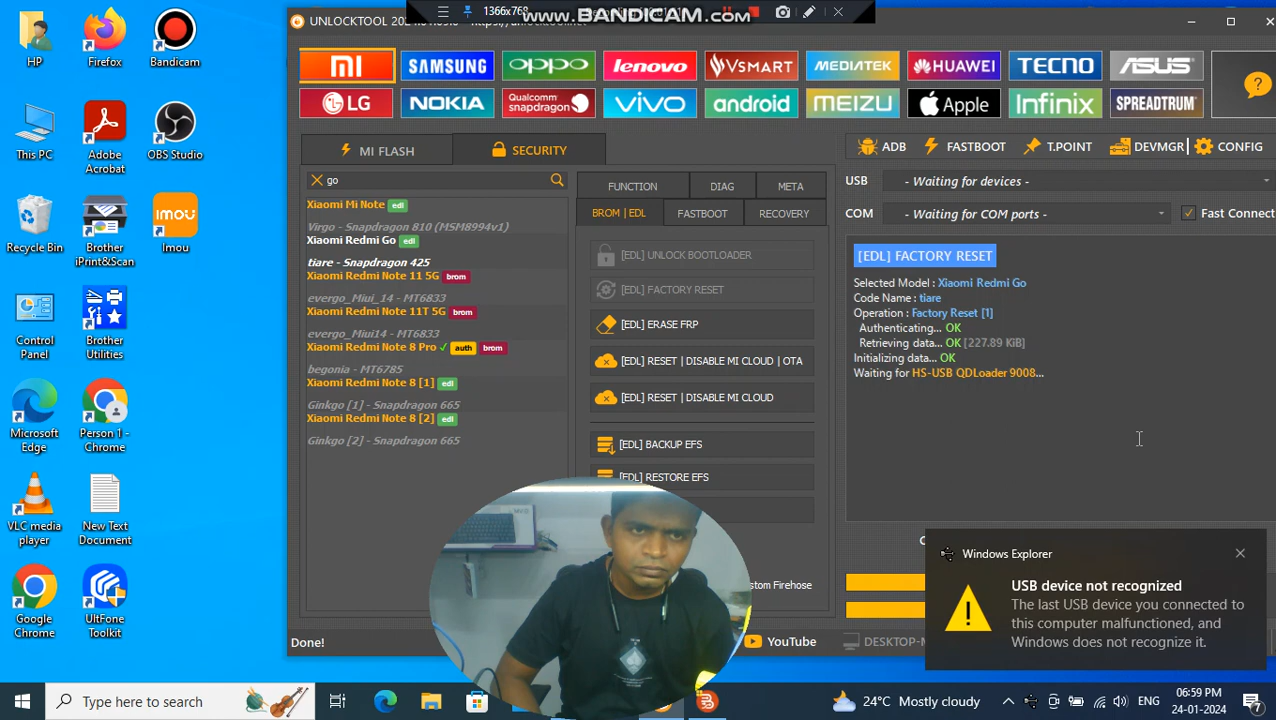 1366x768
WWW.BANDICAM.COM
HP
Firefox
Bandicam
This PC
Adobe
Acrobat
OBS Studio
Recycle Bin
Brother
iPrint&Scan
Imou
Control
Panel
Brother
Utilities
Microsoft
Edge
Person 1 -
Chrome
VLC media
player
New Text
Document
Google
Chrome
UltFone
Toolkit
UNLOCKTOOL
mi
SAMSUNG
oppo
lenovo
VSMART
MEDIATEK
HUAWEI
TECNO
ASUS
LG
NOKIA
Qualcomm
snapdragon
vivo
android
MEIZU
Apple
Infinix
SPREADTRUM
?
MI FLASH
SECURITY
ADB
FASTBOOT
T.POINT
DEVMGR
CONFIG
go
USB
- Waiting for devices -
COM
- Waiting for COM ports -
Fast Connect
Xiaomi Mi Note edl
Virgo - Snapdragon 810 (MSM8994v1)
Xiaomi Redmi Go edl
tiare - Snapdragon 425
Xiaomi Redmi Note 11 5G brom
evergo_Miui_14 - MT6833
Xiaomi Redmi Note 11T 5G brom
evergo_Miui14 - MT6833
Xiaomi Redmi Note 8 Pro ✓ auth brom
begonia - MT6785
Xiaomi Redmi Note 8 [1] edl
Ginkgo [1] - Snapdragon 665
Xiaomi Redmi Note 8 [2] edl
Ginkgo [2] - Snapdragon 665
FUNCTION
DIAG
META
BROM | EDL
FASTBOOT
RECOVERY
[EDL] UNLOCK BOOTLOADER
[EDL] FACTORY RESET
[EDL] ERASE FRP
[EDL] RESET | DISABLE MI CLOUD | OTA
[EDL] RESET | DISABLE MI CLOUD
[EDL] BACKUP EFS
[EDL] RESTORE EFS
stom Firehose
[EDL] FACTORY RESET
Selected Model : Xiaomi Redmi Go
Code Name : tiare
Operation : Factory Reset [1]
Authenticating... OK
Retrieving data... OK [227.89 KiB]
Initializing data... OK
Waiting for HS-USB QDLoader 9008...
Windows Explorer
USB device not recognized
The last USB device you connected to
this computer malfunctioned, and
Windows does not recognize it.
Done!
YouTube
DESKTOP-
Type here to search
24°C Mostly cloudy
ENG
06:59 PM
24-01-2024
7